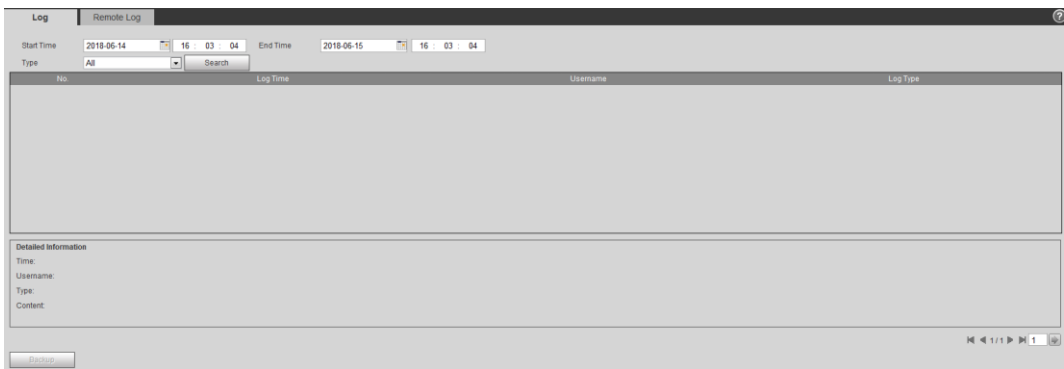 Log Remote Log ?
Start Time 2018-06-14 16 : 03 : 04 End Time 2018-06-15 16 : 03 : 04
Type All Search
No. Log Time Username Log Type
Detailed Information
Time:
Username:
Type:
Content:
1 / 1 1
Backup